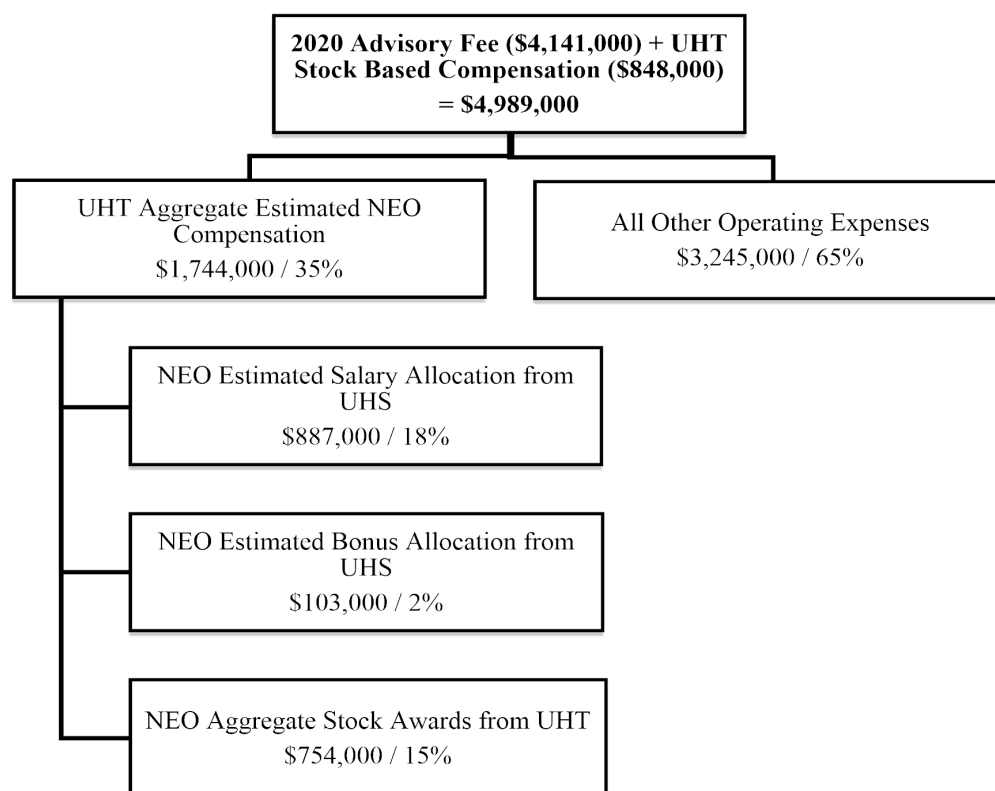 2020 Advisory Fee ($4,141,000) + UHT
Stock Based Compensation ($848,000)
= $4,989,000
UHT Aggregate Estimated NEO
Compensation
$1,744,000 / 35%
All Other Operating Expenses
$3,245,000 / 65%
NEO Estimated Salary Allocation from
UHS
$887,000 / 18%
NEO Estimated Bonus Allocation from
UHS
$103,000 / 2%
NEO Aggregate Stock Awards from UHT
$754,000 / 15%